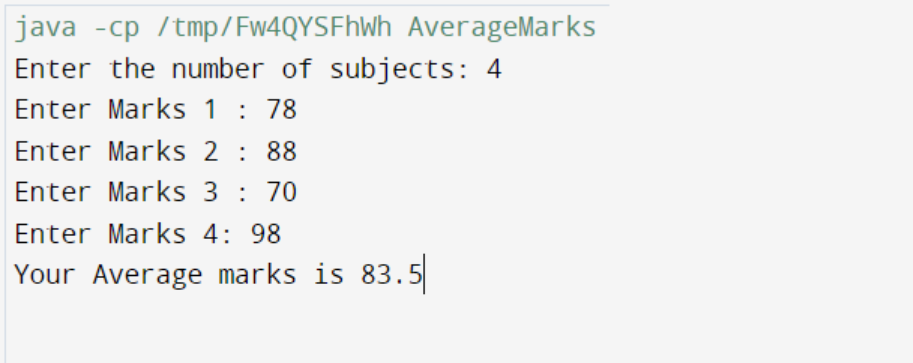 java -cp /tmp/Fw4QYSFhWh AverageMarks
Enter the number of subjects: 4
Enter Marks 1 : 78
Enter Marks 2 : 88
Enter Marks 3 : 70
Enter Marks 4: 98
Your Average marks is 83.5